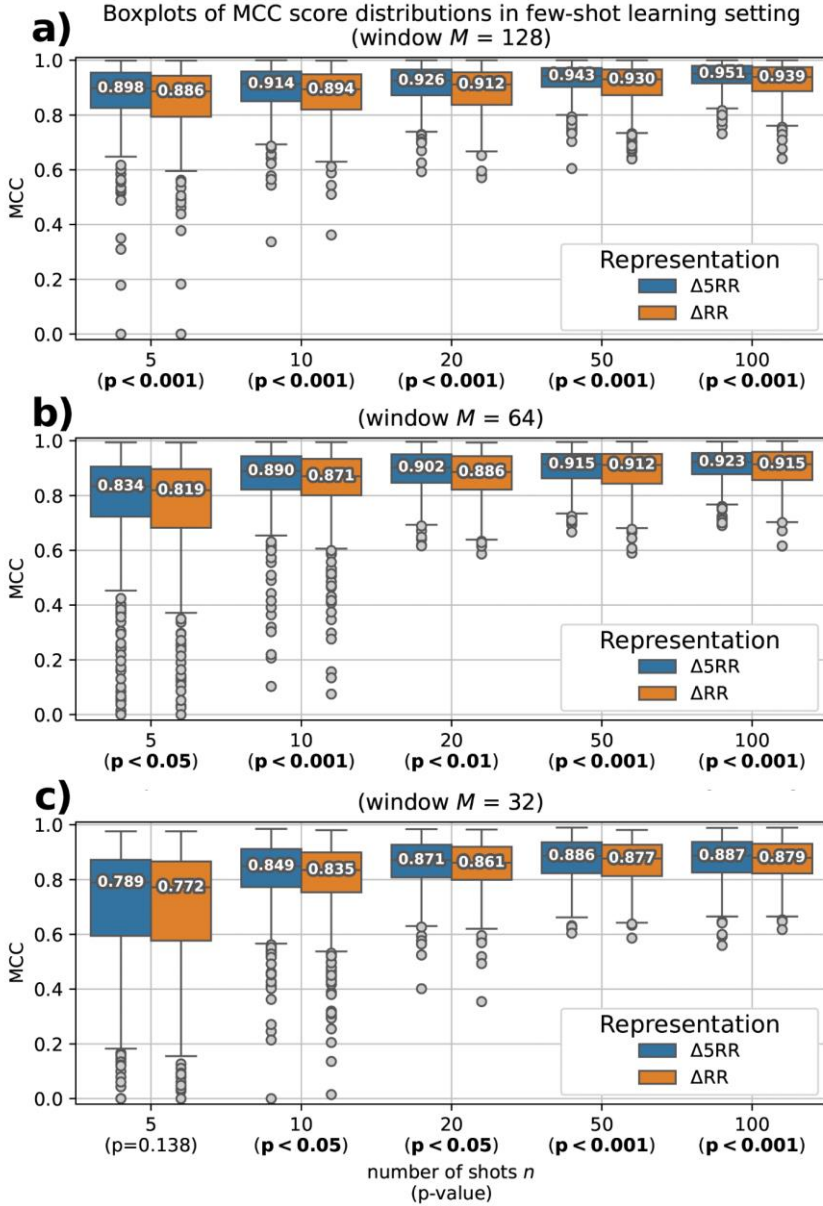 Boxplots of MCC score distributions in few-shot learning setting
a)
(window M = 128)
1.0
0.8
0.6
0.4
0.2
0.0
MCC
0.898
0.886
0.914
0.894
0.926
0.912
0.943
0.930
0.951
0.939
Representation
Δ5RR
ΔRR
5
10
20
50
100
(p < 0.001)
(p < 0.001)
(p < 0.001)
(p < 0.001)
(p < 0.001)
b)
(window M = 64)
1.0
0.8
0.6
0.4
0.2
0.0
MCC
0.834
0.819
0.890
0.871
0.902
0.886
0.915
0.912
0.923
0.915
Representation
Δ5RR
ΔRR
5
10
20
50
100
(p < 0.05)
(p < 0.001)
(p < 0.01)
(p < 0.001)
(p < 0.001)
c)
(window M = 32)
1.0
0.8
0.6
0.4
0.2
0.0
MCC
0.789
0.772
0.849
0.835
0.871
0.861
0.886
0.877
0.887
0.879
Representation
Δ5RR
ΔRR
5
10
20
50
100
(p=0.138)
(p < 0.05)
(p < 0.05)
(p < 0.001)
(p < 0.001)
number of shots n
(p-value)